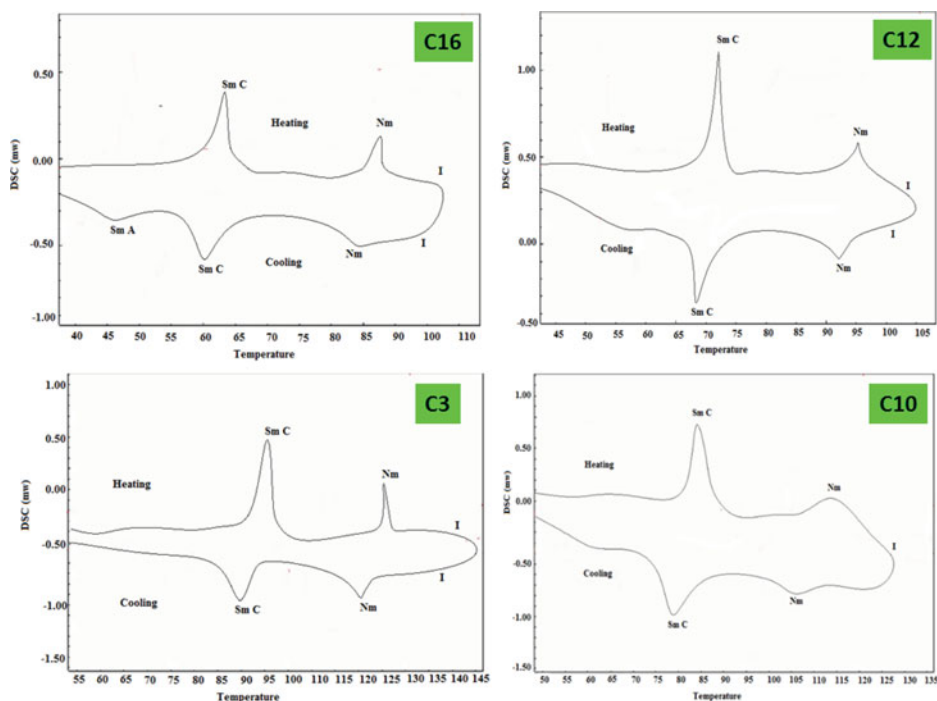 C16
Sm C
0.50
Heating
Nm
0.00
DSC (mw)
I
-0.50
Sm A
Sm C
Cooling
Nm
I
-1.00
40 45 50 55 60 65 70 75 80 85 90 95 100 110
Temperature
C12
Sm C
1.00
Heating
Nm
0.50
DSC (mw)
I
Cooling
I
0.00
Nm
-0.50
Sm C
45 50 55 60 65 70 75 80 85 90 95 100 105
Temperature
C3
1.00
Sm C
0.50
Nm
Heating
0.00
DSC (mw)
I
-0.50
I
-1.00
Cooling
Sm C
Nm
-1.50
55 60 65 70 75 80 85 90 95 100 105 115 120 125 130 135 140 145
Temperature
C10
1.00
Sm C
0.50
Heating
Nm
0.00
DSC (mw)
I
-0.50
Cooling
Nm
-1.00
Sm C
-1.50
50 55 60 65 70 75 80 85 90 95 100 105 110 115 120 125 130 135
Temperature